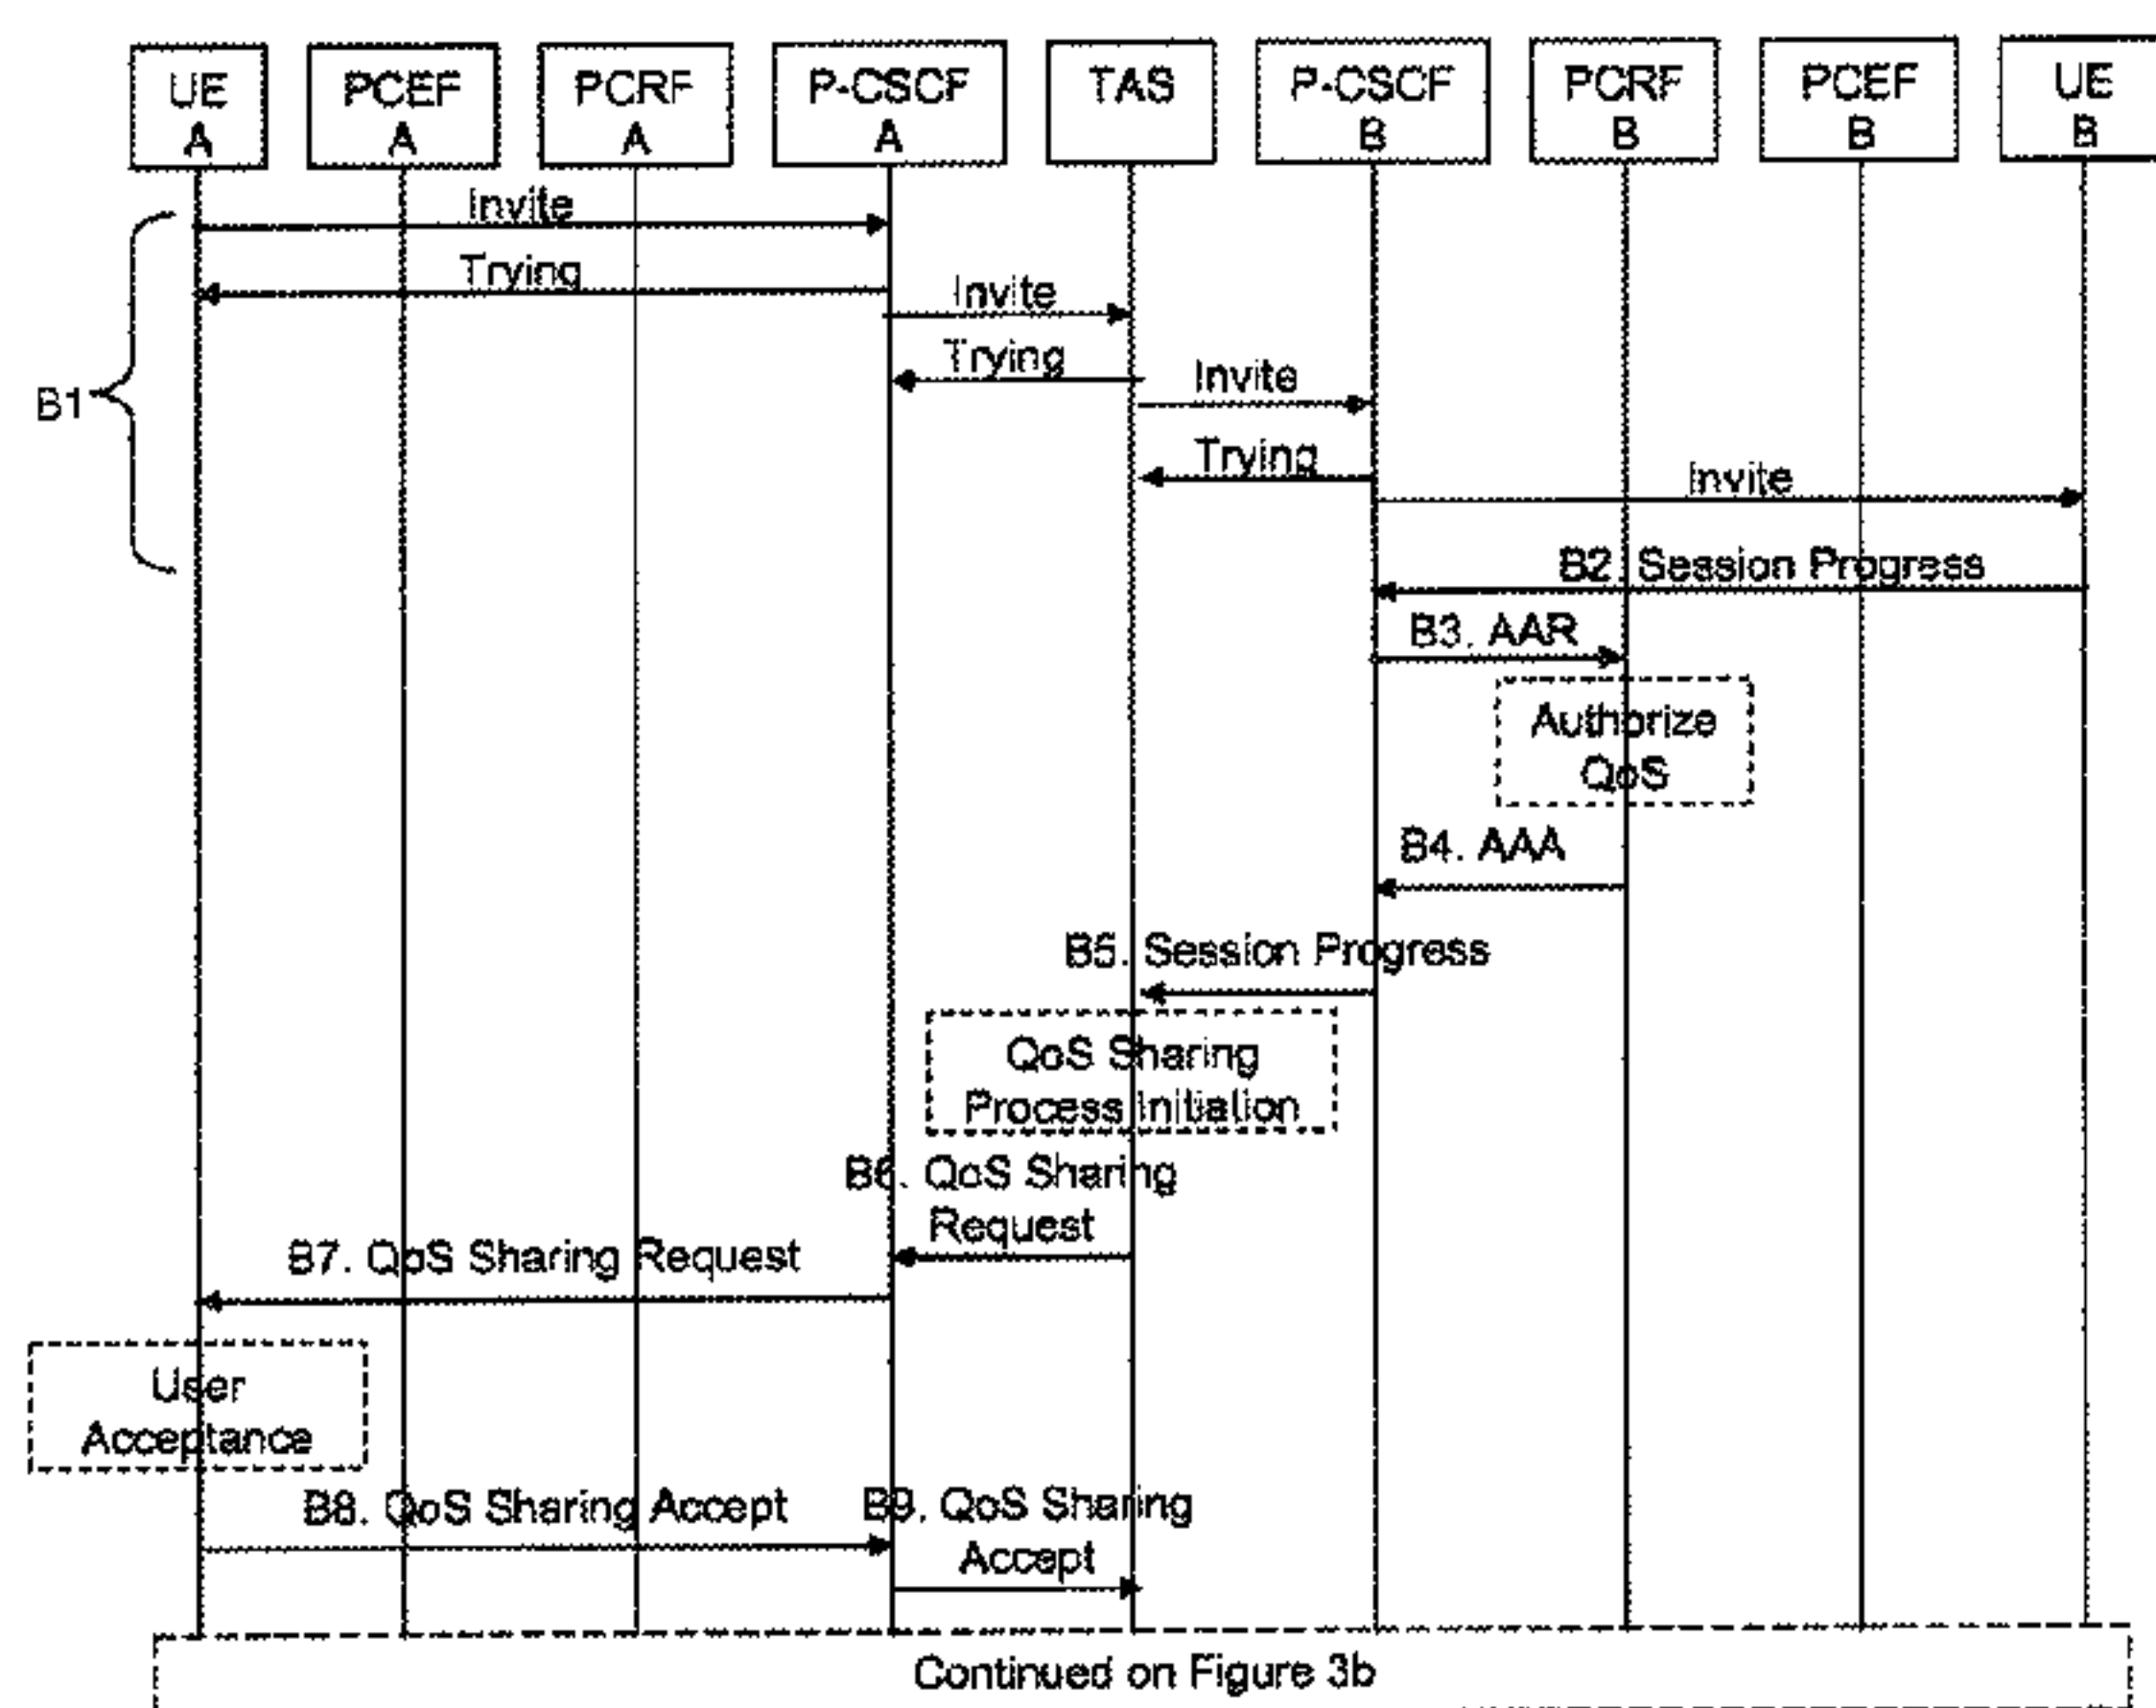 UE
A
PCEF
A
PCRF
A
P-CSCF
A
TAS
P-CSCF
B
PCRF
B
PCEF
B
UE
B
Invite
Trying
Invite
Trying
Invite
B1
Trying
Invite
B2. Session Progress
B3. AAR
Authorize
QoS
B4. AAA
B5. Session Progress
QoS Sharing
Process Initiation
B6. QoS Sharing
Request
B7. QoS Sharing Request
User
Acceptance
B8. QoS Sharing Accept
B9. QoS Sharing
Accept
Continued on Figure 3b